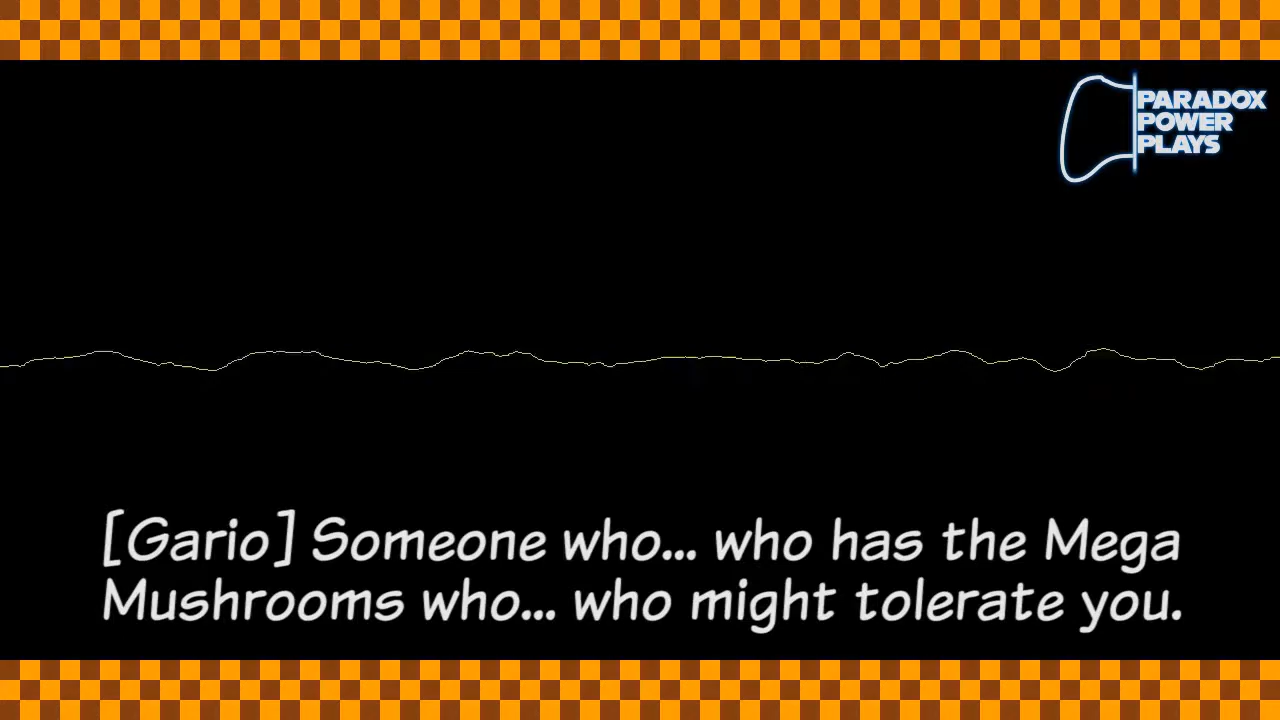 PARADOX
POWER
PLAYS
[Gario] Someone who... who has the Mega
Mushrooms who... who might tolerate you.